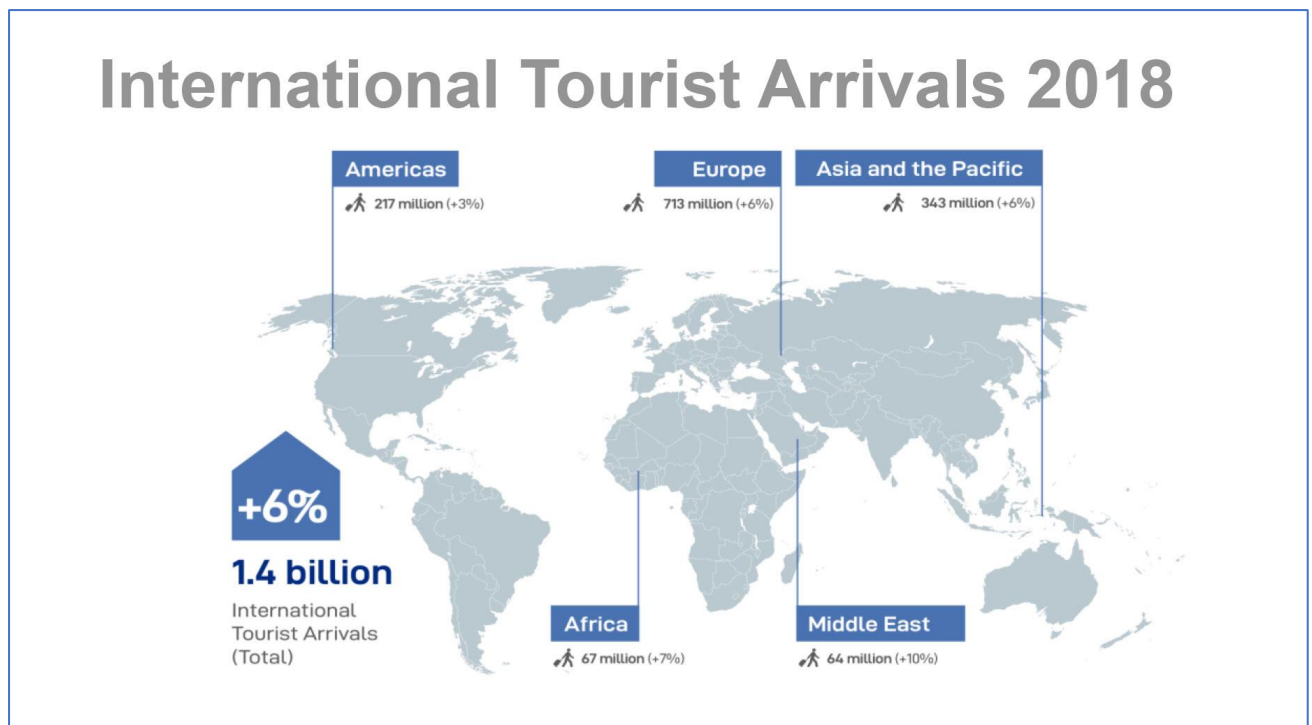 International Tourist Arrivals 2018
Americas
217 million (+3%)
Europe
713 million (+6%)
Asia and the Pacific
343 million (+6%)
+6%
1.4 billion
International
Tourist Arrivals
(Total)
Africa
67 million (+7%)
Middle East
64 million (+10%)